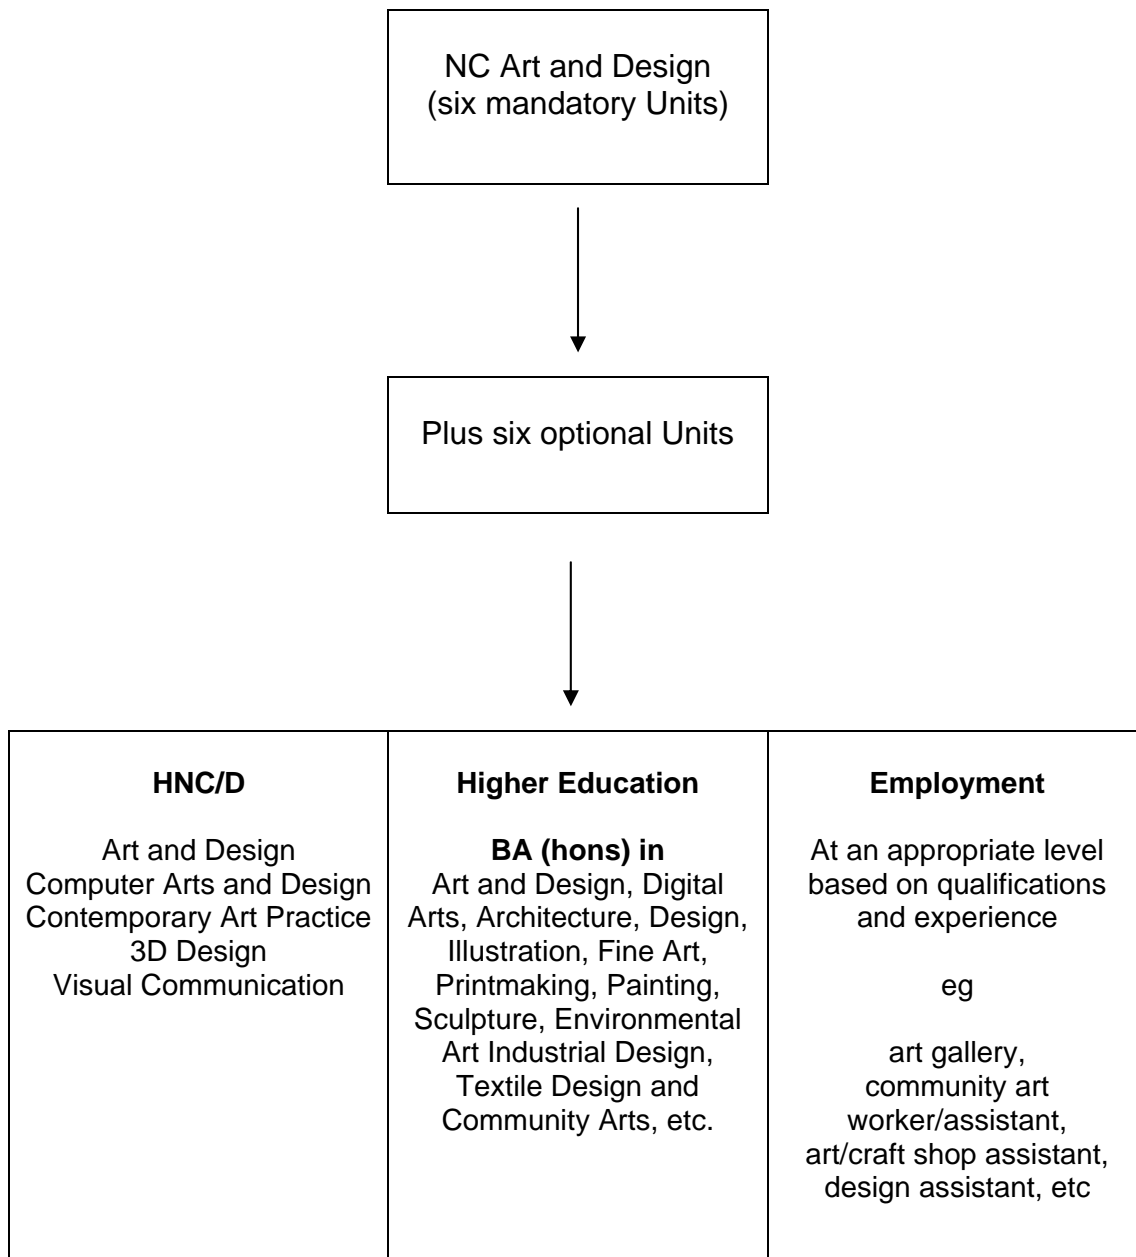 NC Art and Design
(six mandatory Units)
Plus six optional Units
HNC/D
Art and Design
Computer Arts and Design
Contemporary Art Practice
3D Design
Visual Communication
Higher Education
BA (hons) in
Art and Design, Digital
Arts, Architecture, Design,
Illustration, Fine Art,
Printmaking, Painting,
Sculpture, Environmental
Art Industrial Design,
Textile Design and
Community Arts, etc.
Employment
At an appropriate level
based on qualifications
and experience
eg
art gallery,
community art
worker/assistant,
art/craft shop assistant,
design assistant, etc